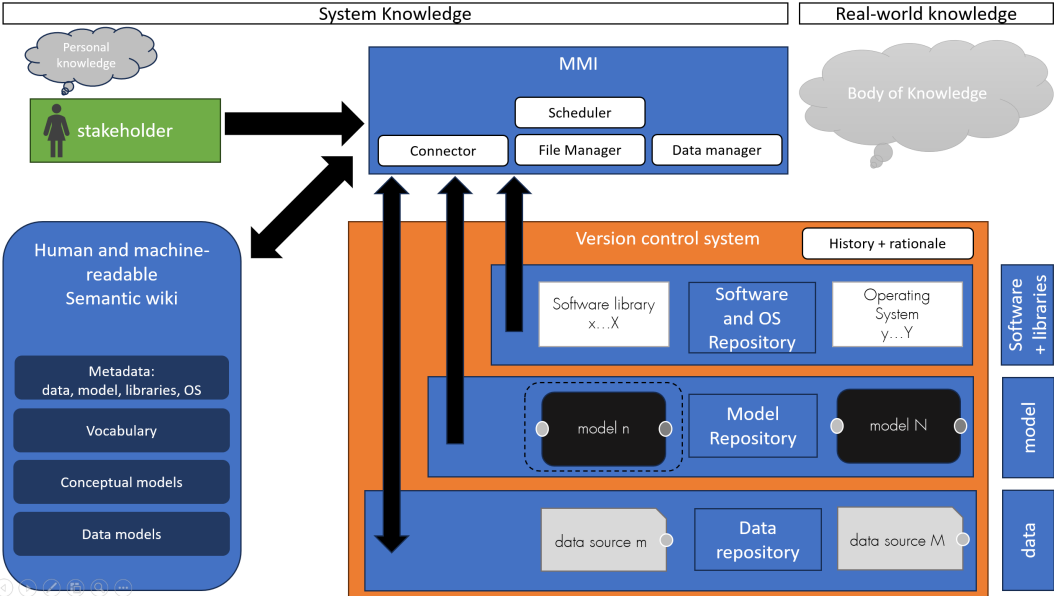 System Knowledge
Real-world knowledge
Personal
knowledge
stakeholder
MMI
Scheduler
Connector
File Manager
Data manager
Body of Knowledge
Human and machine-
readable
Semantic wiki
Metadata:
data, model, libraries, OS
Vocabulary
Conceptual models
Data models
Version control system
History + rationale
Software library
x...X
Software
and OS
Repository
Operating
System
y...Y
Software
+ libraries
model n
Model
Repository
model N
model
data source m
Data
repository
data source M
data